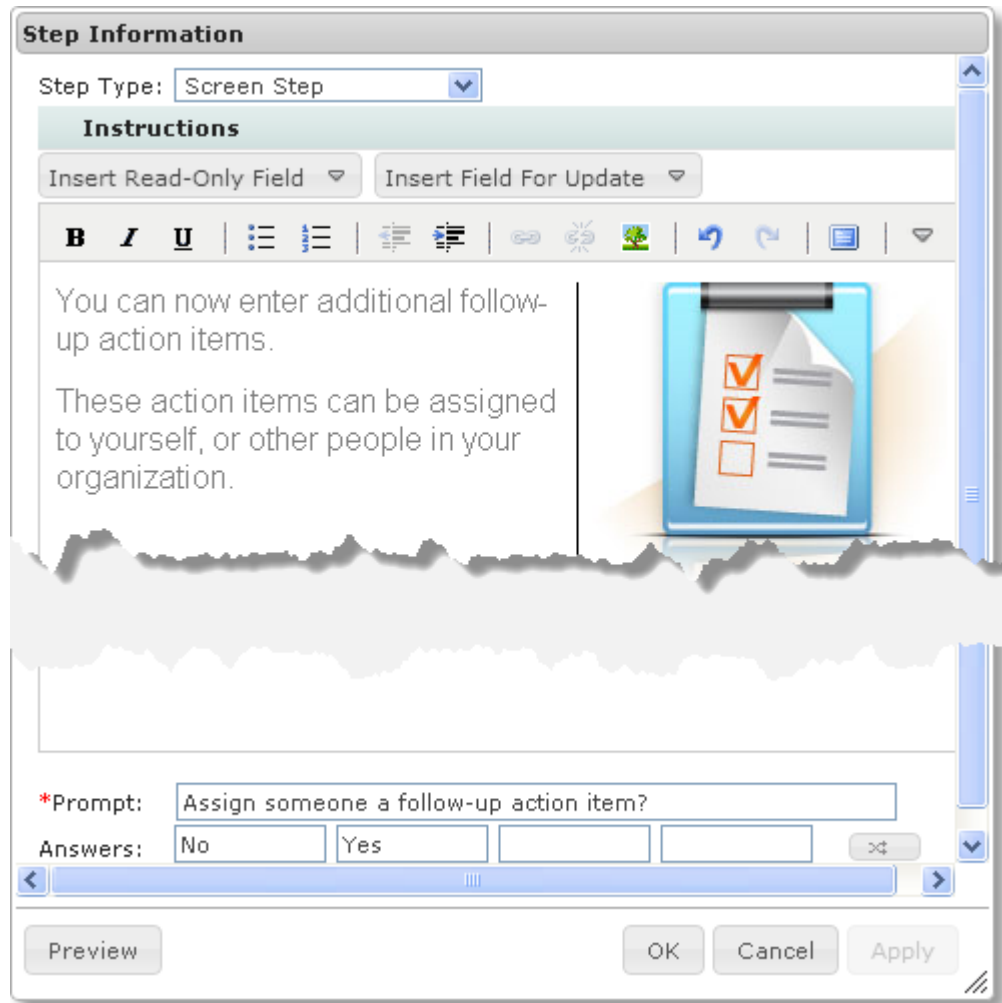 Step Information
Step Type: Screen Step
Instructions
Insert Read-Only Field Insert Field For Update
B I U
You can now enter additional follow-
up action items.
These action items can be assigned
to yourself, or other people in your
organization.
*Prompt: Assign someone a follow-up action item?
Answers: No Yes
Preview OK Cancel Apply